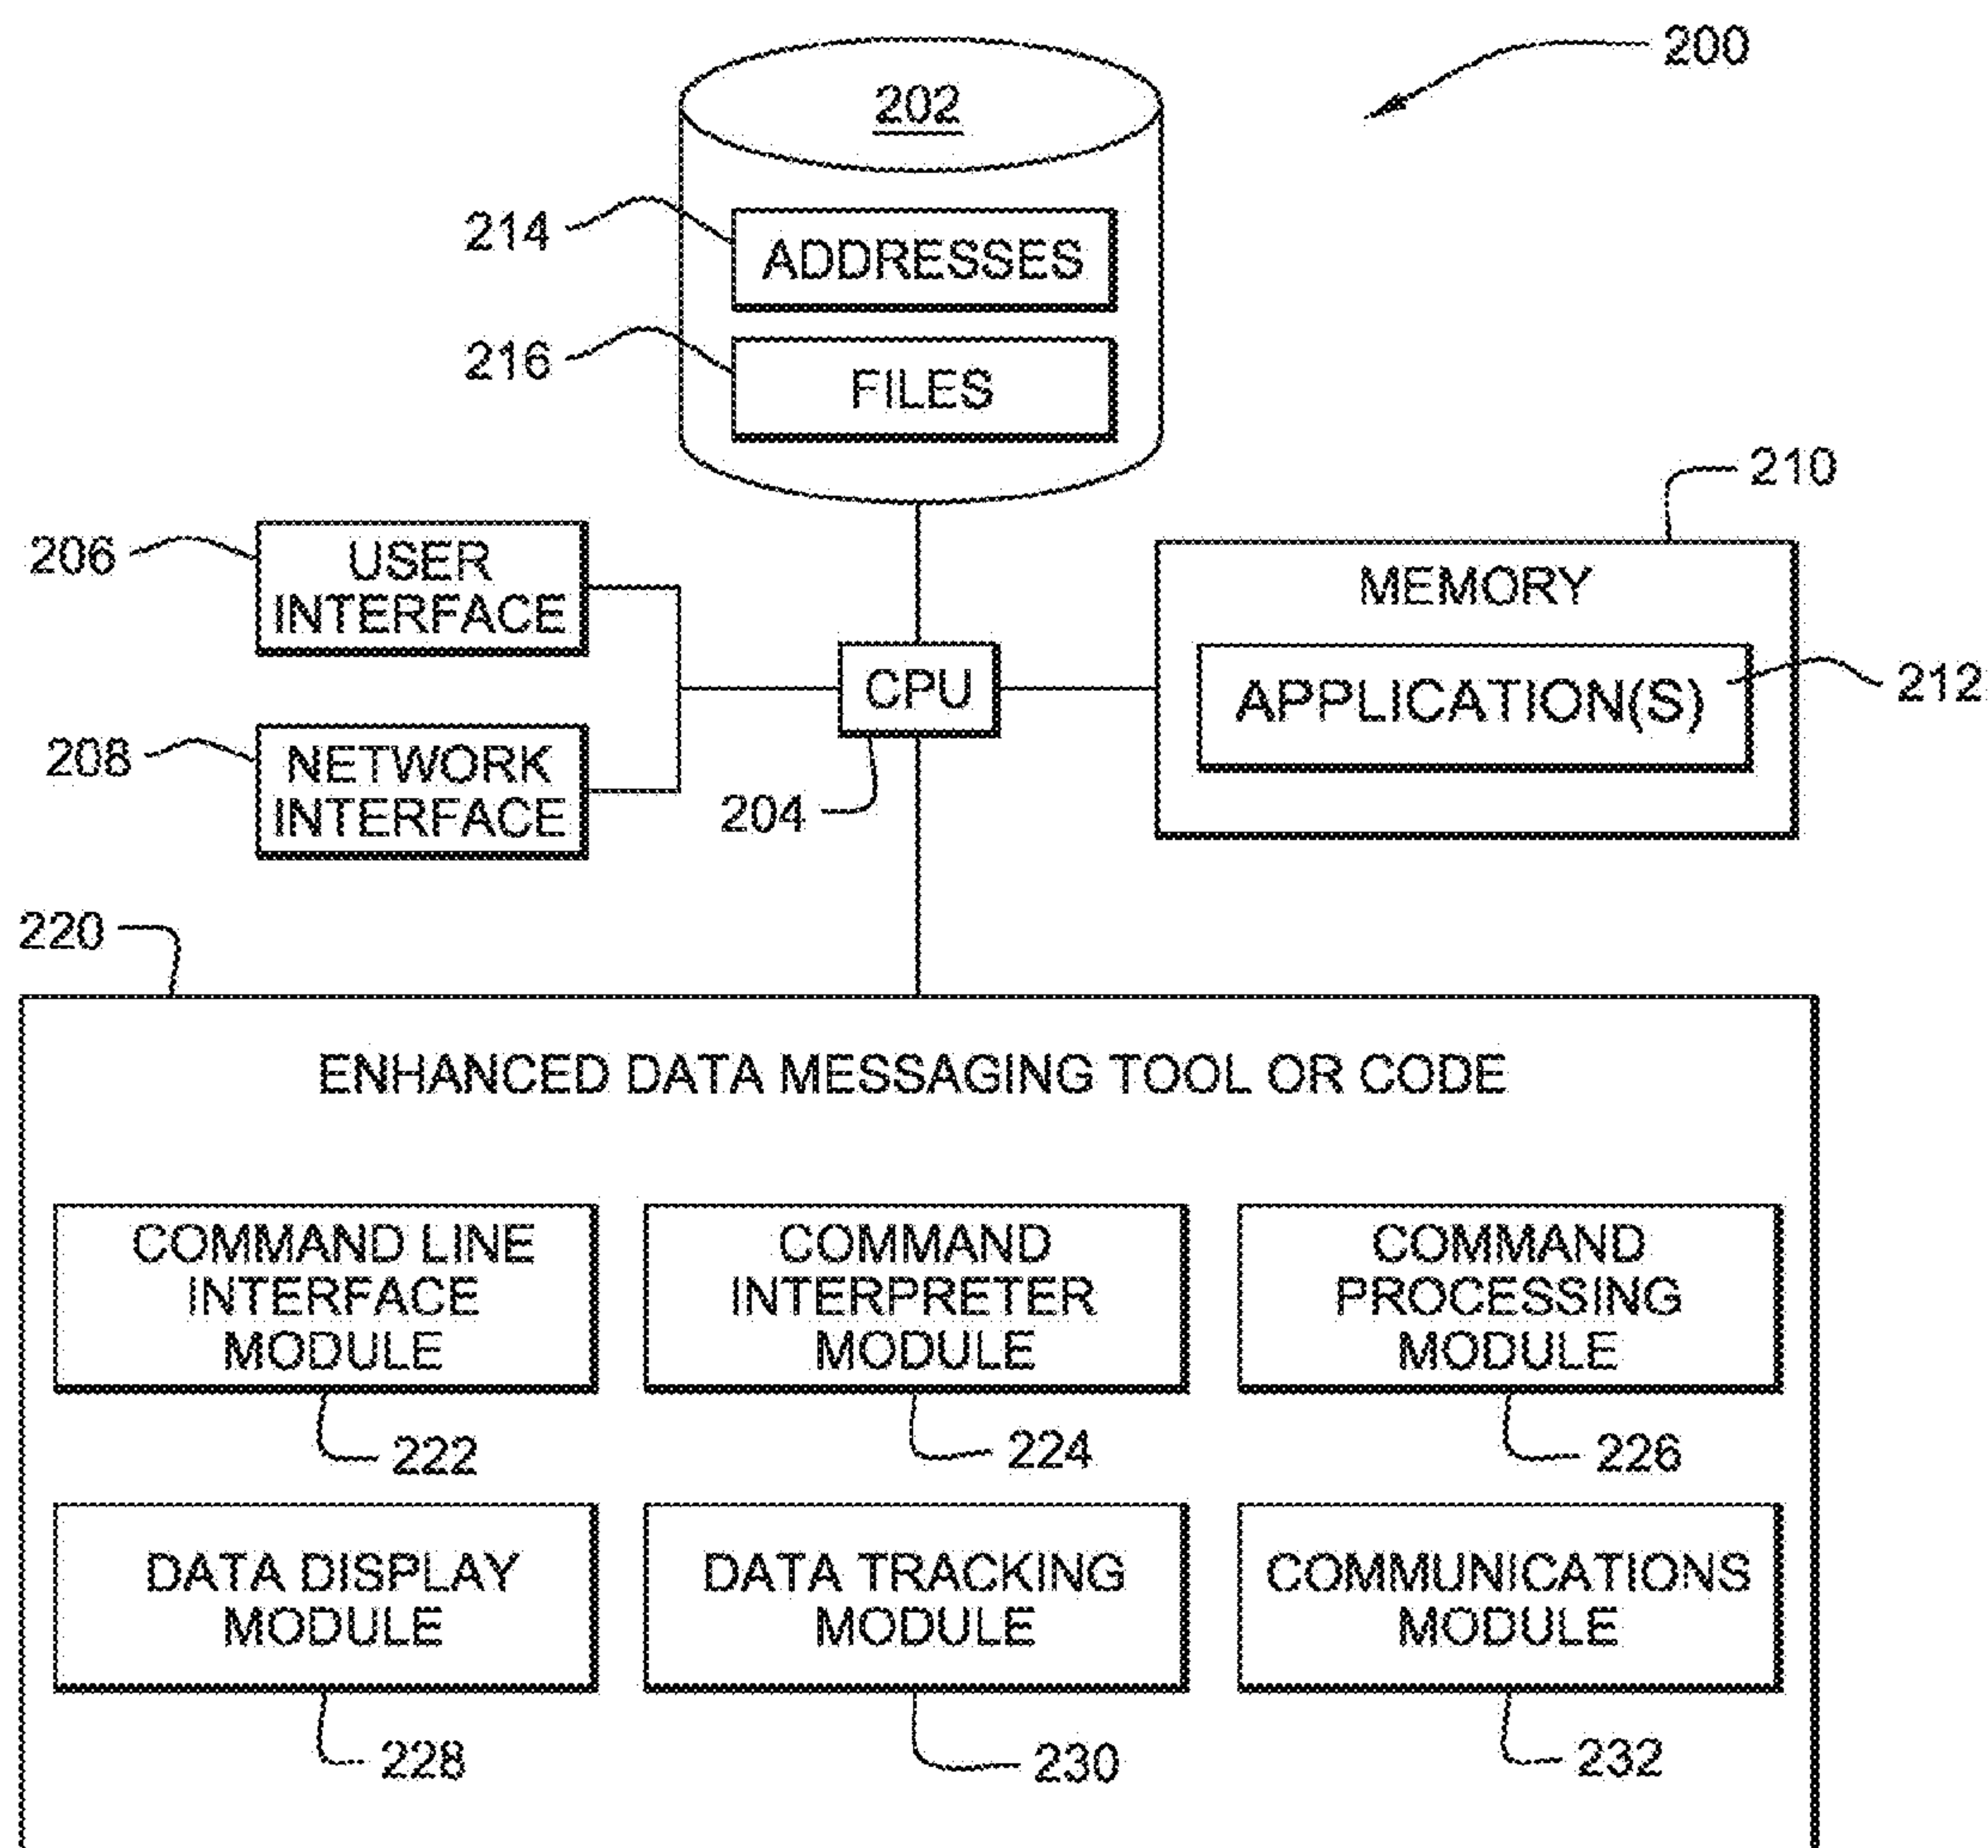 200
202
214
ADDRESSES
216
FILES
210
206
USER
INTERFACE
MEMORY
CPU
APPLICATION(S)
212
208
NETWORK
INTERFACE
204
220
ENHANCED DATA MESSAGING TOOL OR CODE
COMMAND LINE
INTERFACE
MODULE
222
COMMAND
INTERPRETER
MODULE
224
COMMAND
PROCESSING
MODULE
226
DATA DISPLAY
MODULE
228
DATA TRACKING
MODULE
230
COMMUNICATIONS
MODULE
232